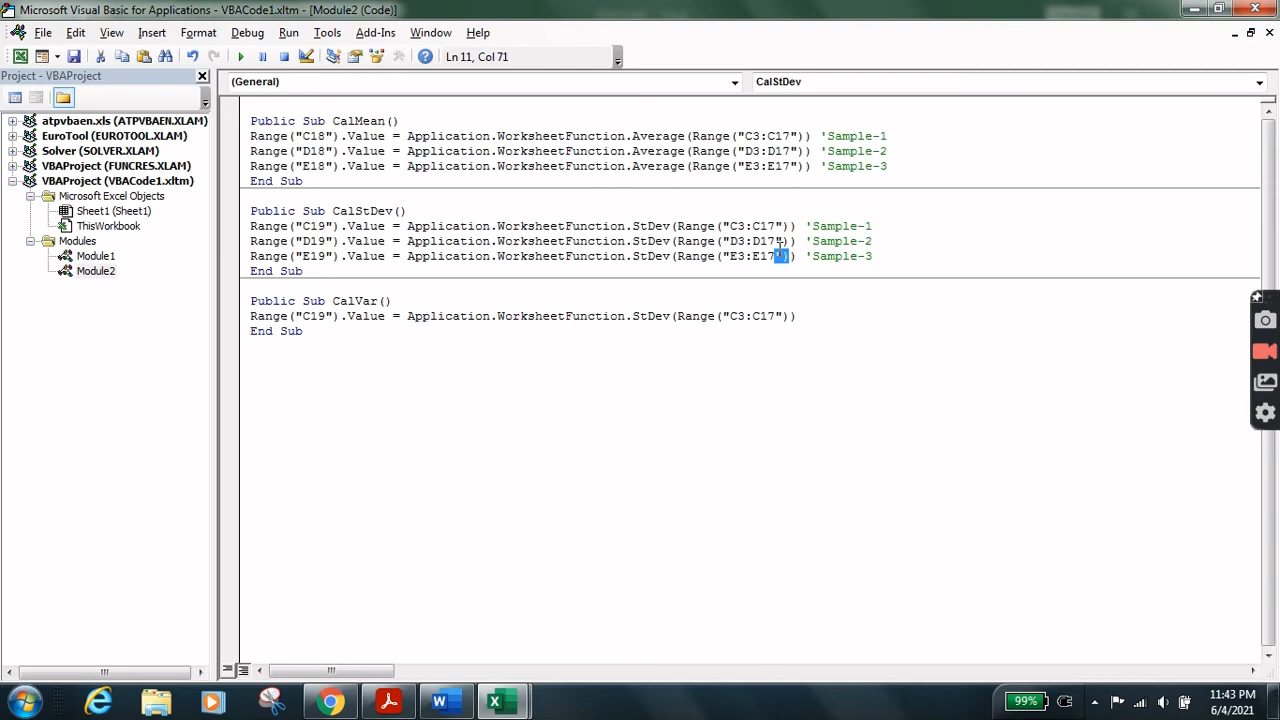 Microsoft Visual Basic for Applications - VBACode1.xltm - [Module2 (Code)]
File Edit View Insert Format Debug Run Tools Add-Ins Window Help
Ln 11, Col 71
Project - VBAProject
(General) CalStDev
atpvbaen.xls (ATPVBAEN.XLAM)
EuroTool (EUROTOOL.XLAM)
Solver (SOLVER.XLAM)
VBAProject (FUNCRES.XLAM)
VBAProject (VBACode1.xltm)
Microsoft Excel Objects
Sheet1 (Sheet1)
ThisWorkbook
Modules
Module1
Module2
Public Sub CalMean()
Range("C18").Value = Application.WorksheetFunction.Average(Range("C3:C17")) 'Sample-1
Range("D18").Value = Application.WorksheetFunction.Average(Range("D3:D17")) 'Sample-2
Range("E18").Value = Application.WorksheetFunction.Average(Range("E3:E17")) 'Sample-3
End Sub
Public Sub CalStDev()
Range("C19").Value = Application.WorksheetFunction.StDev(Range("C3:C17")) 'Sample-1
Range("D19").Value = Application.WorksheetFunction.StDev(Range("D3:D17")) 'Sample-2
Range("E19").Value = Application.WorksheetFunction.StDev(Range("E3:E17")) 'Sample-3
End Sub
Public Sub CalVar()
Range("C19").Value = Application.WorksheetFunction.StDev(Range("C3:C17"))
End Sub
99%
11:43 PM
6/4/2021